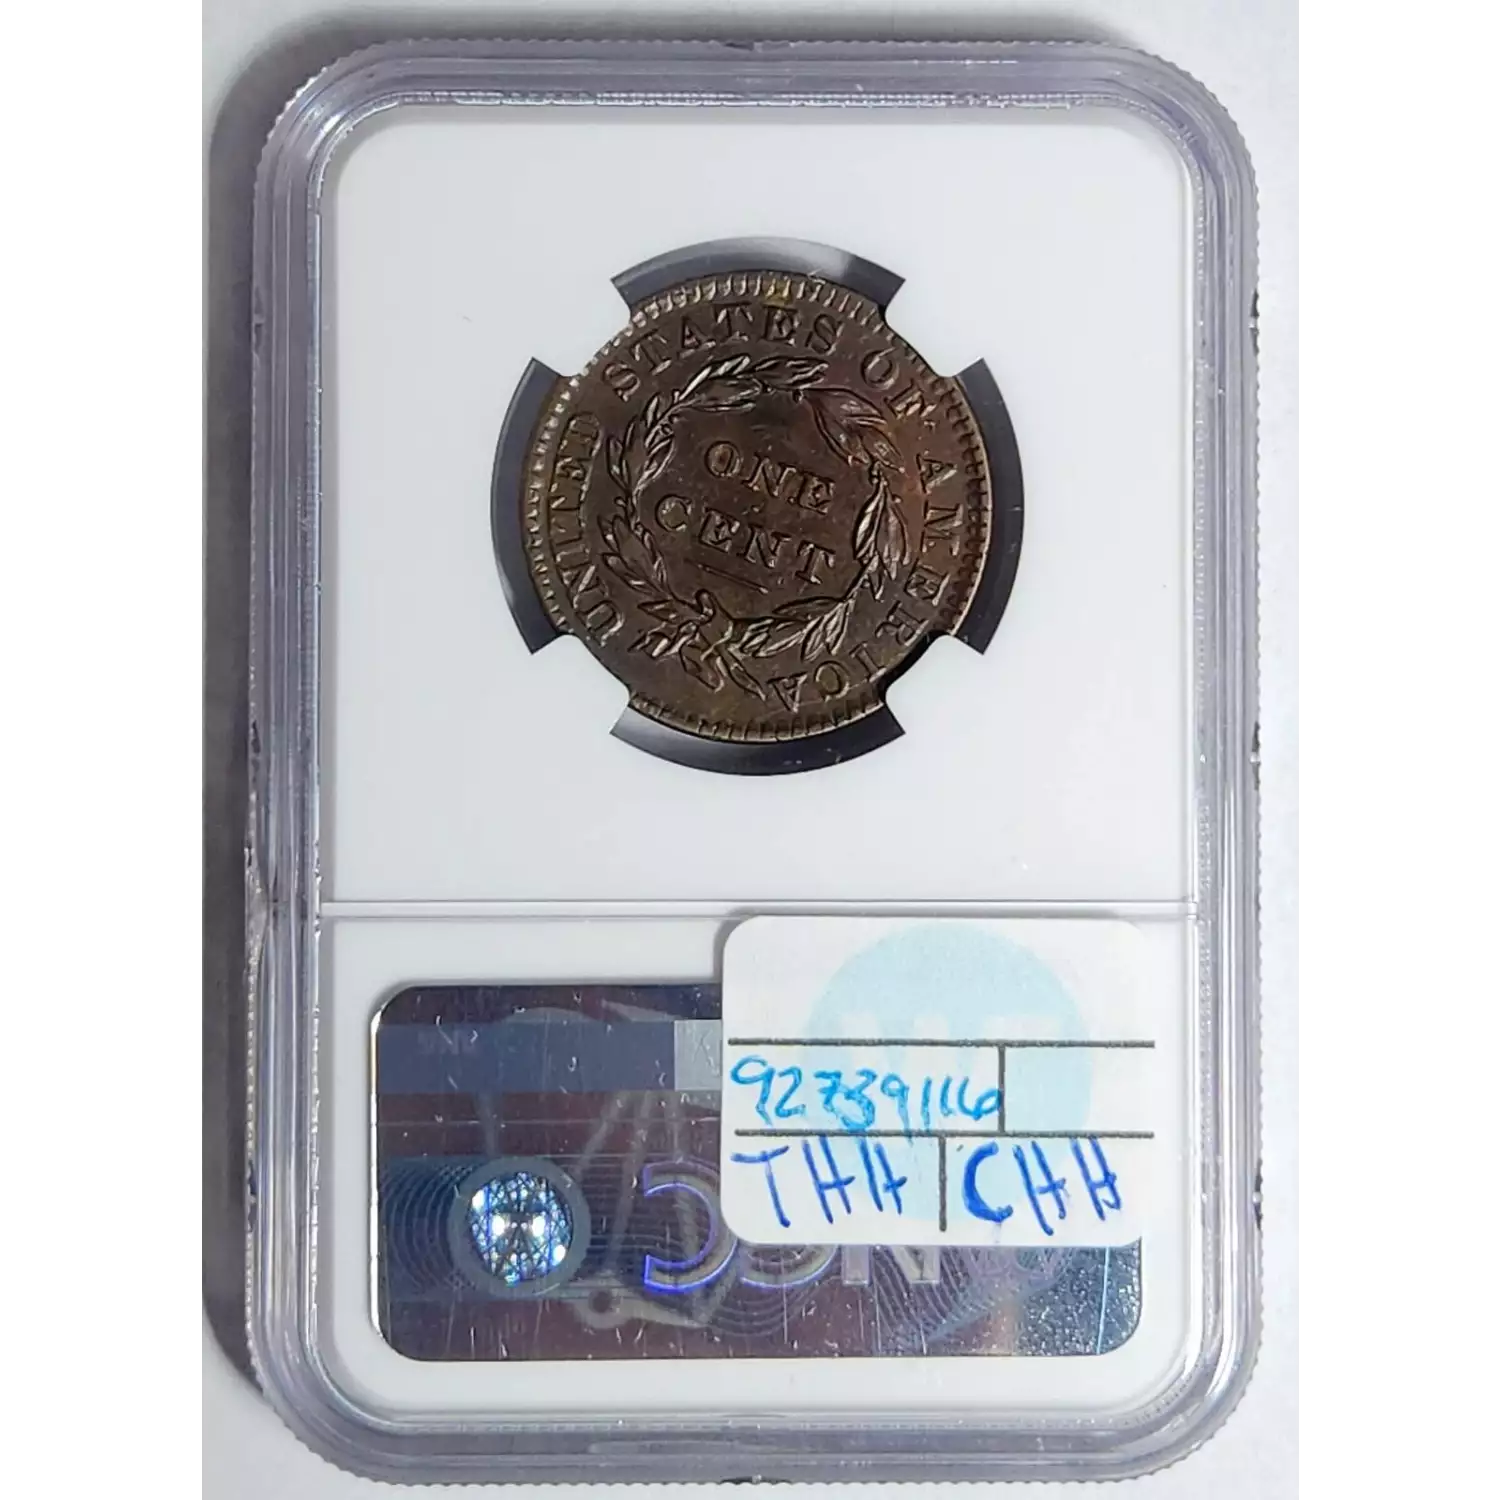 UNITED STATES OF AMERICA
ONE
CENT
92739116
THH CHH
NGC